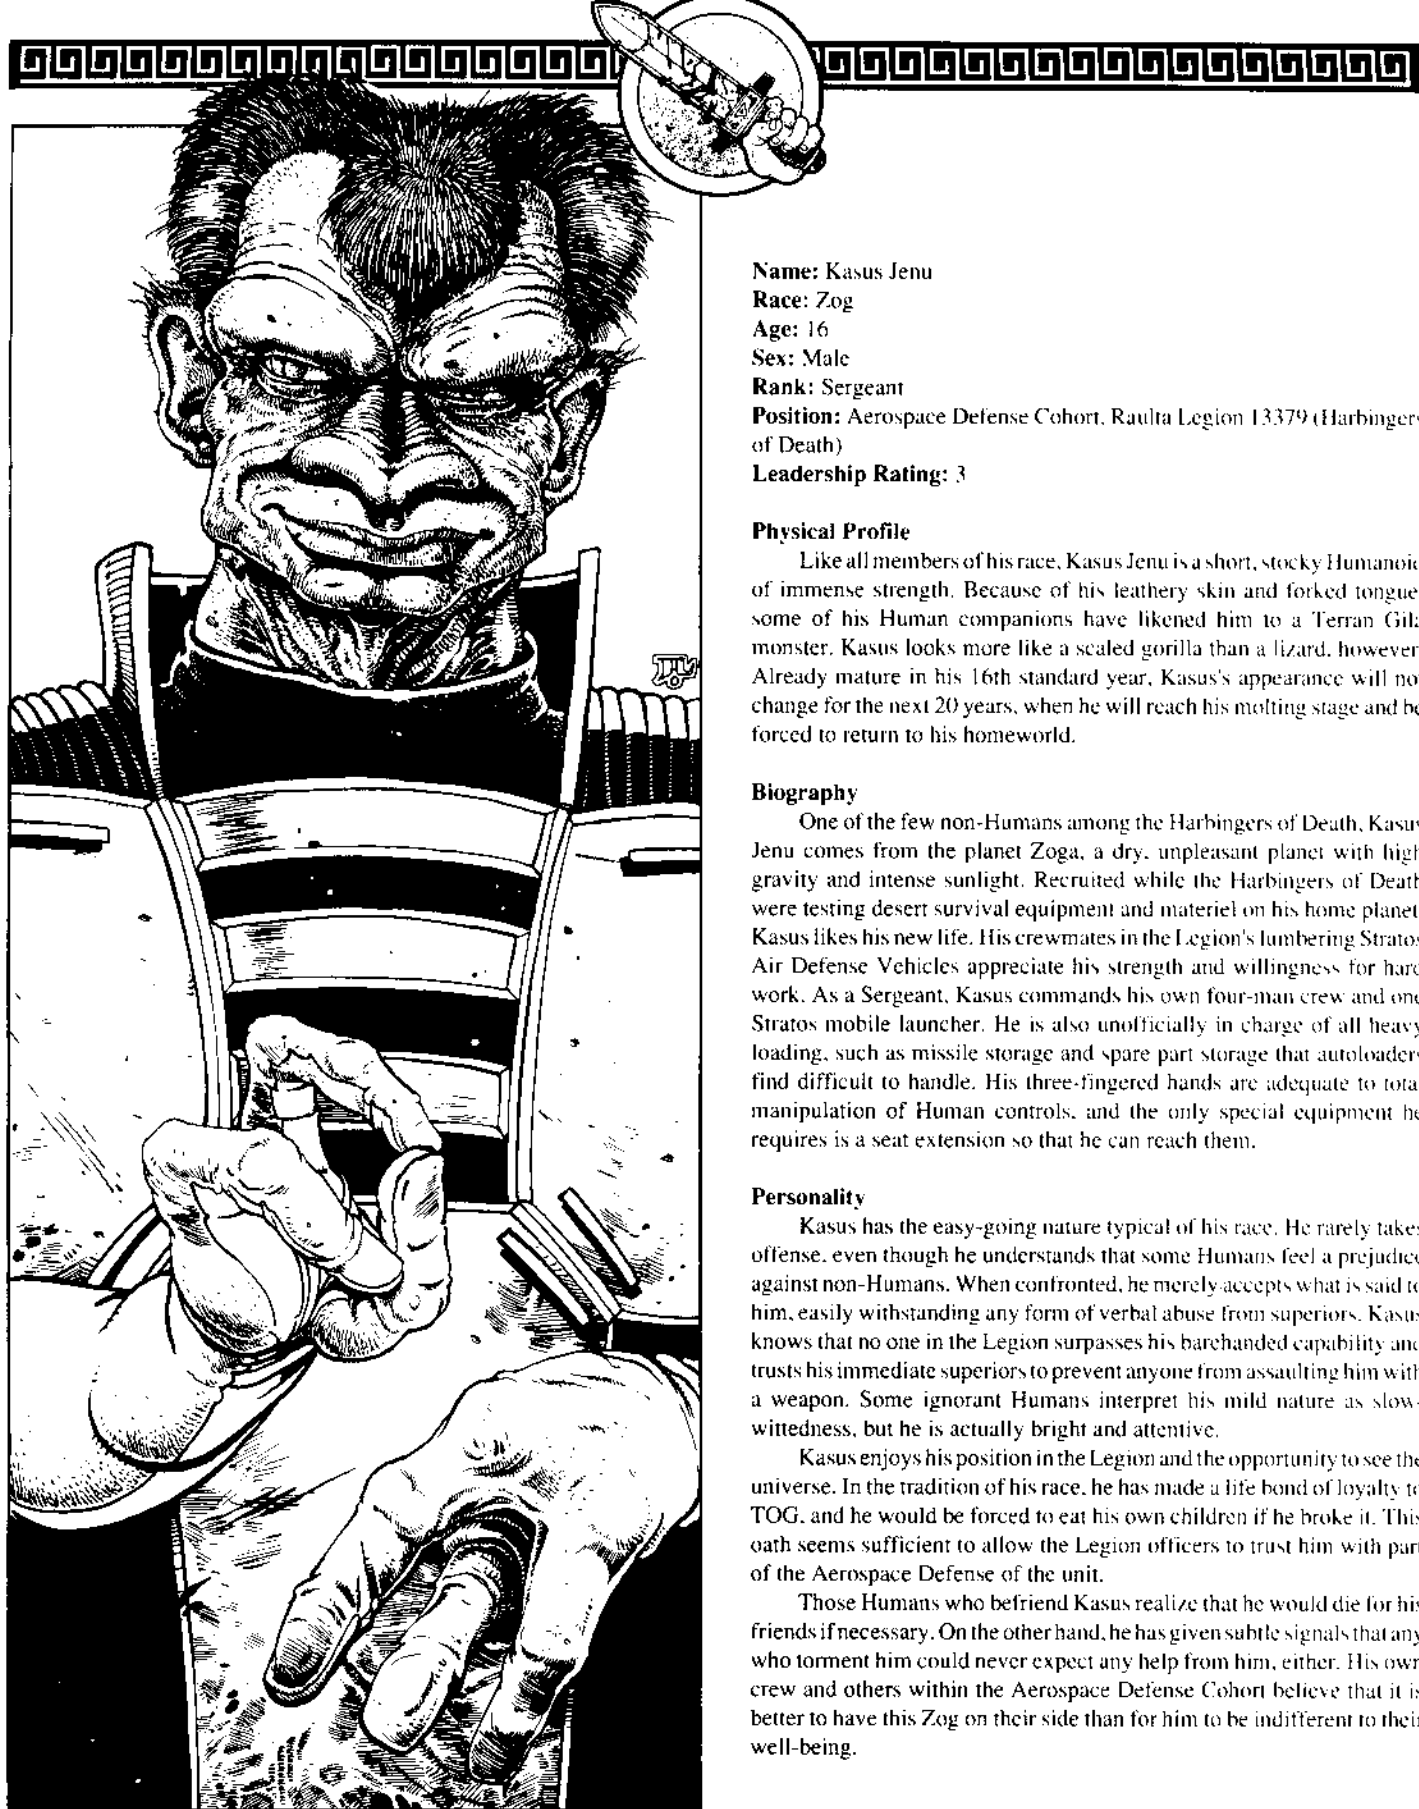 Name: Kasus Jenu
Race: Zog
Age: 16
Sex: Male
Rank: Sergeant
Position: Aerospace Defense Cohort, Raulta Legion 13379 (Harbingers
of Death)
Leadership Rating: 3
Physical Profile
Like all members of his race, Kasus Jenu is a short, stocky Humanoid
of immense strength. Because of his leathery skin and forked tongue
some of his Human companions have likened him to a Terran Gila
monster. Kasus looks more like a scaled gorilla than a lizard, however
Already mature in his 16th standard year, Kasus's appearance will not
change for the next 20 years, when he will reach his molting stage and be
forced to return to his homeworld.
Biography
One of the few non-Humans among the Harbingers of Death, Kasus
Jenu comes from the planet Zoga, a dry, unpleasant planet with high
gravity and intense sunlight. Recruited while the Harbingers of Death
were testing desert survival equipment and materiel on his home planet
Kasus likes his new life. His crewmates in the Legion's lumbering Stratos
Air Defense Vehicles appreciate his strength and willingness for hard
work. As a Sergeant, Kasus commands his own four-man crew and one
Stratos mobile launcher. He is also unofficially in charge of all heavy
loading, such as missile storage and spare part storage that autoloaders
find difficult to handle. His three-fingered hands are adequate to total
manipulation of Human controls, and the only special equipment he
requires is a seat extension so that he can reach them.
Personality
Kasus has the easy-going nature typical of his race. He rarely takes
offense, even though he understands that some Humans feel a prejudice
against non-Humans. When confronted, he merely accepts what is said to
him, easily withstanding any form of verbal abuse from superiors. Kasus
knows that no one in the Legion surpasses his barehanded capability and
trusts his immediate superiors to prevent anyone from assaulting him with
a weapon. Some ignorant Humans interpret his mild nature as slow-
wittedness, but he is actually bright and attentive.
Kasus enjoys his position in the Legion and the opportunity to see the
universe. In the tradition of his race, he has made a life bond of loyalty to
TOG, and he would be forced to eat his own children if he broke it. This
oath seems sufficient to allow the Legion officers to trust him with part
of the Aerospace Defense of the unit.
Those Humans who befriend Kasus realize that he would die for his
friends if necessary. On the other hand, he has given subtle signals that any
who torment him could never expect any help from him, either. His own
crew and others within the Aerospace Defense Cohort believe that it is
better to have this Zog on their side than for him to be indifferent to their
well-being.